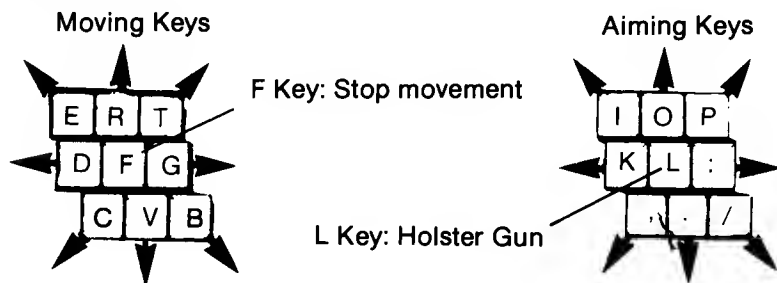 Moving Keys
Aiming Keys
E R T
F Key: Stop movement
I O P
D F G
K L :
C V B
L Key: Holster Gun
, . /